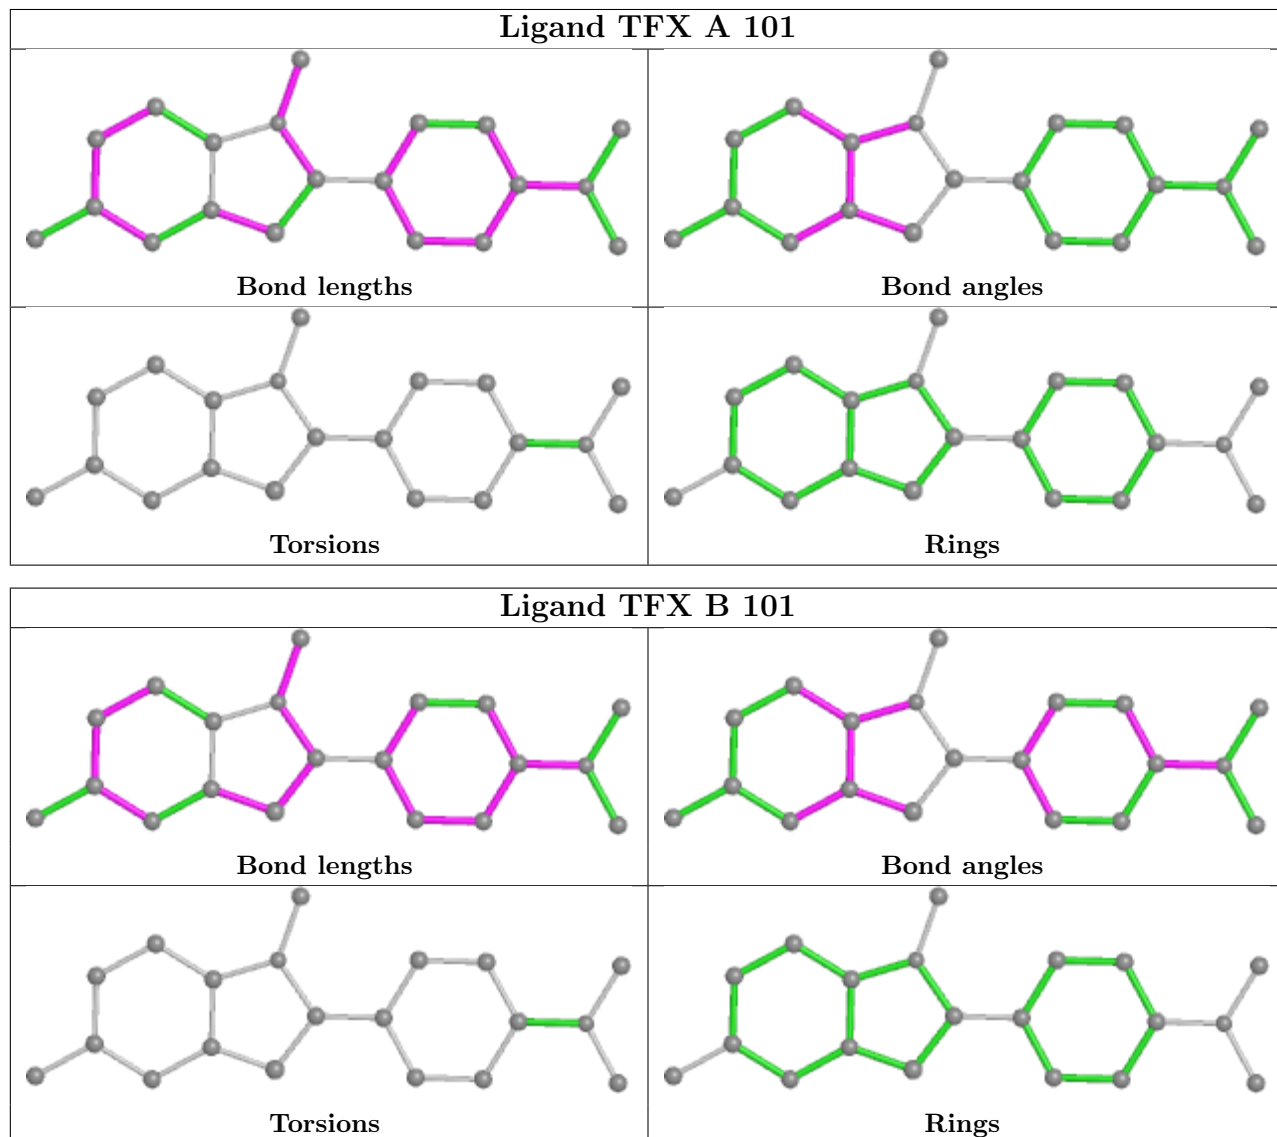 Ligand TFX A 101
Bond lengths
Bond angles
Torsions
Rings
Ligand TFX B 101
Bond lengths
Bond angles
Torsions
Rings